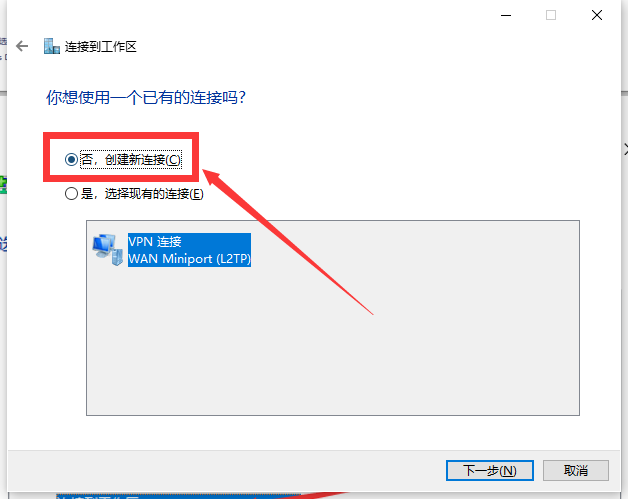 连接到工作区
你想使用一个已有的连接吗?
否，创建新连接(C)
是，选择现有的连接(E)
VPN 连接
WAN Miniport (L2TP)
下一步(N)
取消